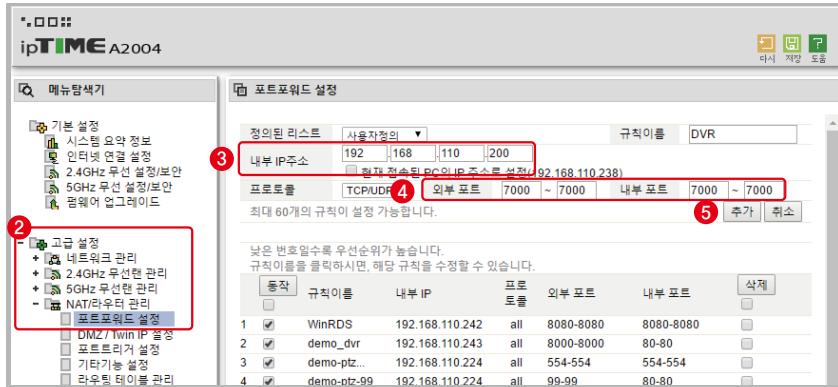 ipTIME A2004
다시 저장 도움
메뉴탐색기
포트포워드 설정
기본 설정
시스템 요약 정보
인터넷 연결 설정
2.4GHz 무선 설정/보안
5GHz 무선 설정/보안
펌웨어 업그레이드
2
고급 설정
네트워크 관리
2.4GHz 무선랜 관리
5GHz 무선랜 관리
NAT/라우터 관리
포트포워드 설정
DMZ / Twin IP 설정
포트트리거 설정
기타기능 설정
라우팅 테이블 관리
정의된 리스트 사용자정의 규칙이름 DVR
3 내부 IP주소 192 .168 .110 .200
현재 접속된 PC의 IP 주소로 설정(192.168.110.238)
프로토콜 TCP/UDP 4 외부 포트 7000 ~ 7000 내부 포트 7000 ~ 7000
최대 60개의 규칙이 설정 가능합니다. 5 추가 취소
낮은 번호일수록 우선순위가 높습니다.
규칙이름을 클릭하시면, 해당 규칙을 수정할 수 있습니다.
동작 규칙이름 내부 IP 프로토콜 외부 포트 내부 포트 삭제
1 WinRDS 192.168.110.242 all 8080-8080 8080-8080
2 demo_dvr 192.168.110.243 all 8000-8000 80-80
3 demo-ptz... 192.168.110.224 all 554-554 554-554
4 demo-ptz-99 192.168.110.224 all 99-99 80-80